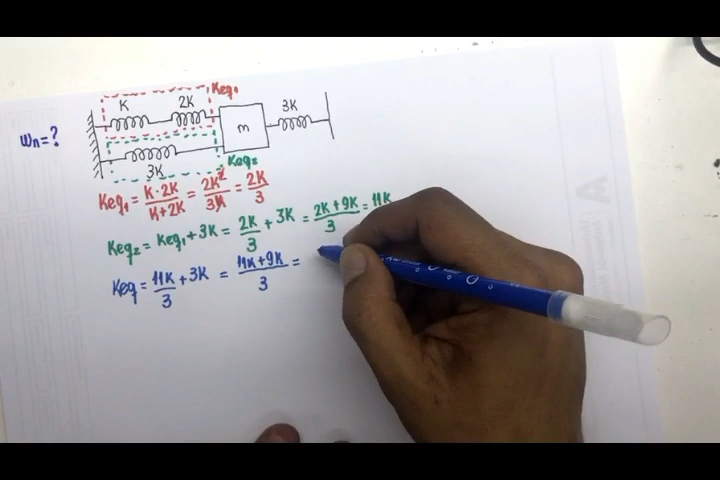 Keq₁
K 2K 3K
m
ωn=?
Keq₂
3K
Keq₁ = K·2K/K+2K = 2K²/3K = 2K/3
Keq₂ = Keq₁ + 3K = 2K/3 + 3K = 2K+9K/3 = 11K
Keq = 11K/3 + 3K = 11K+9K/3 =